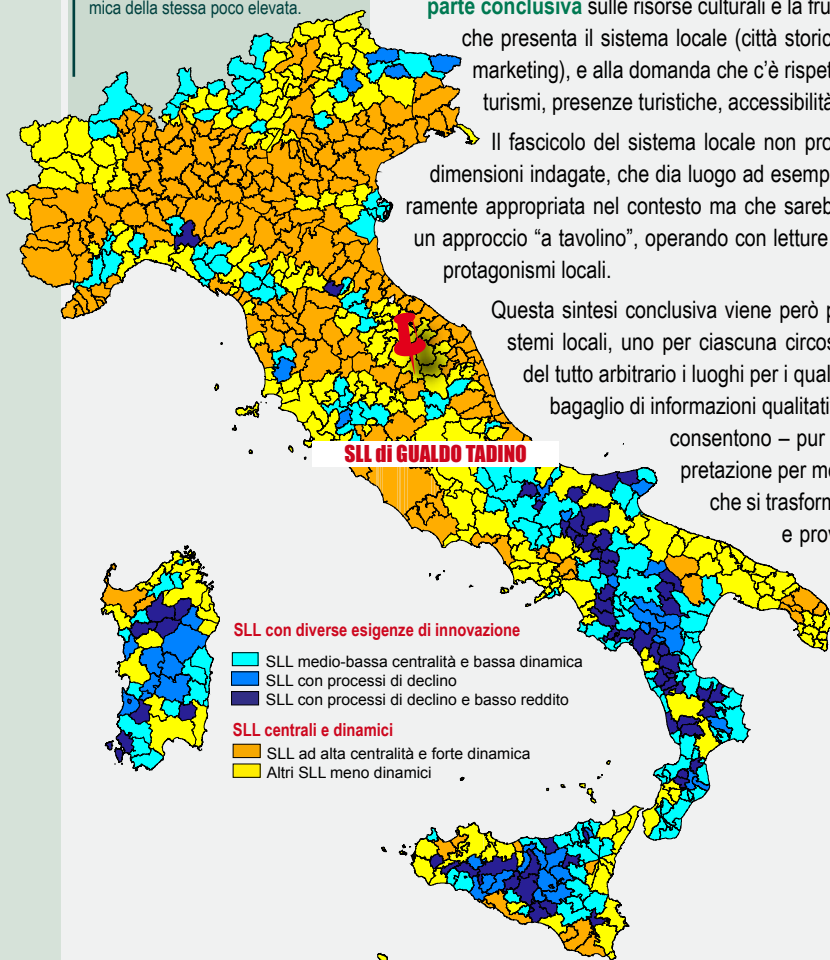 mica della stessa poco elevata.
parte conclusiva sulle risorse culturali e la fru
che presenta il sistema locale (città storic
marketing), e alla domanda che c'è rispet
turismi, presenze turistiche, accessibilità
Il fascicolo del sistema locale non pro
dimensioni indagate, che dia luogo ad esemp
ramente appropriata nel contesto ma che sareb
un approccio “a tavolino”, operando con letture
protagonismi locali.
Questa sintesi conclusiva viene però p
stemi locali, uno per ciascuna circos
del tutto arbitrario i luoghi per i qual
bagaglio di informazioni qualitati
consentono – pur
pretazione per me
che si trasform
e prov
SLL di GUALDO TADINO
SLL con diverse esigenze di innovazione
SLL medio-bassa centralità e bassa dinamica
SLL con processi di declino
SLL con processi di declino e basso reddito
SLL centrali e dinamici
SLL ad alta centralità e forte dinamica
Altri SLL meno dinamici